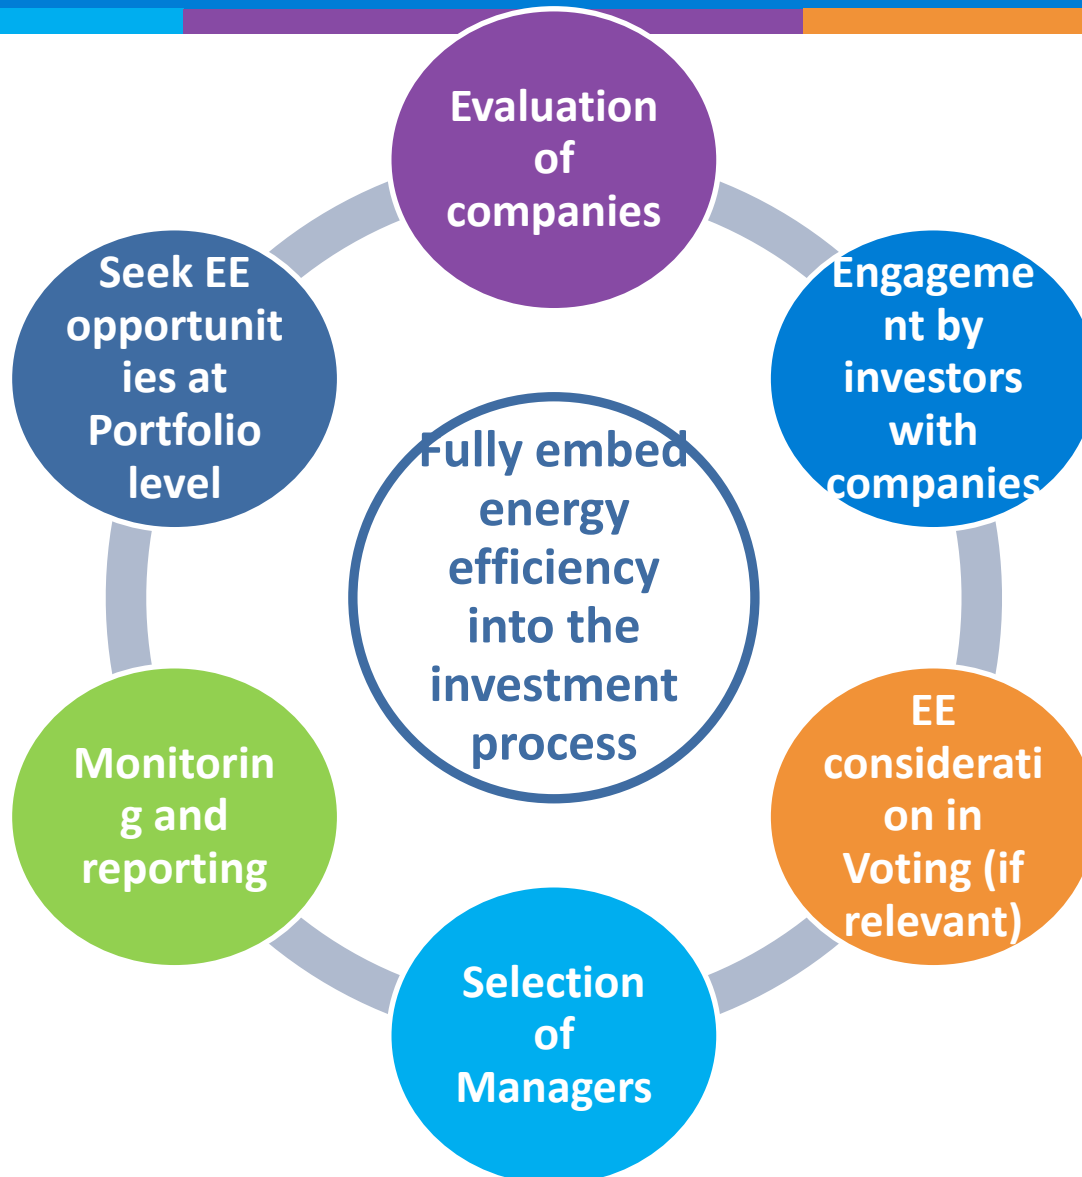 Evaluation
of
companies
Engageme
nt by
investors
with
companies
EE
considerati
on in
Voting (if
relevant)
Selection
of
Managers
Monitorin
g and
reporting
Seek EE
opportunit
ies at
Portfolio
level
Fully embed
energy
efficiency
into the
investment
process